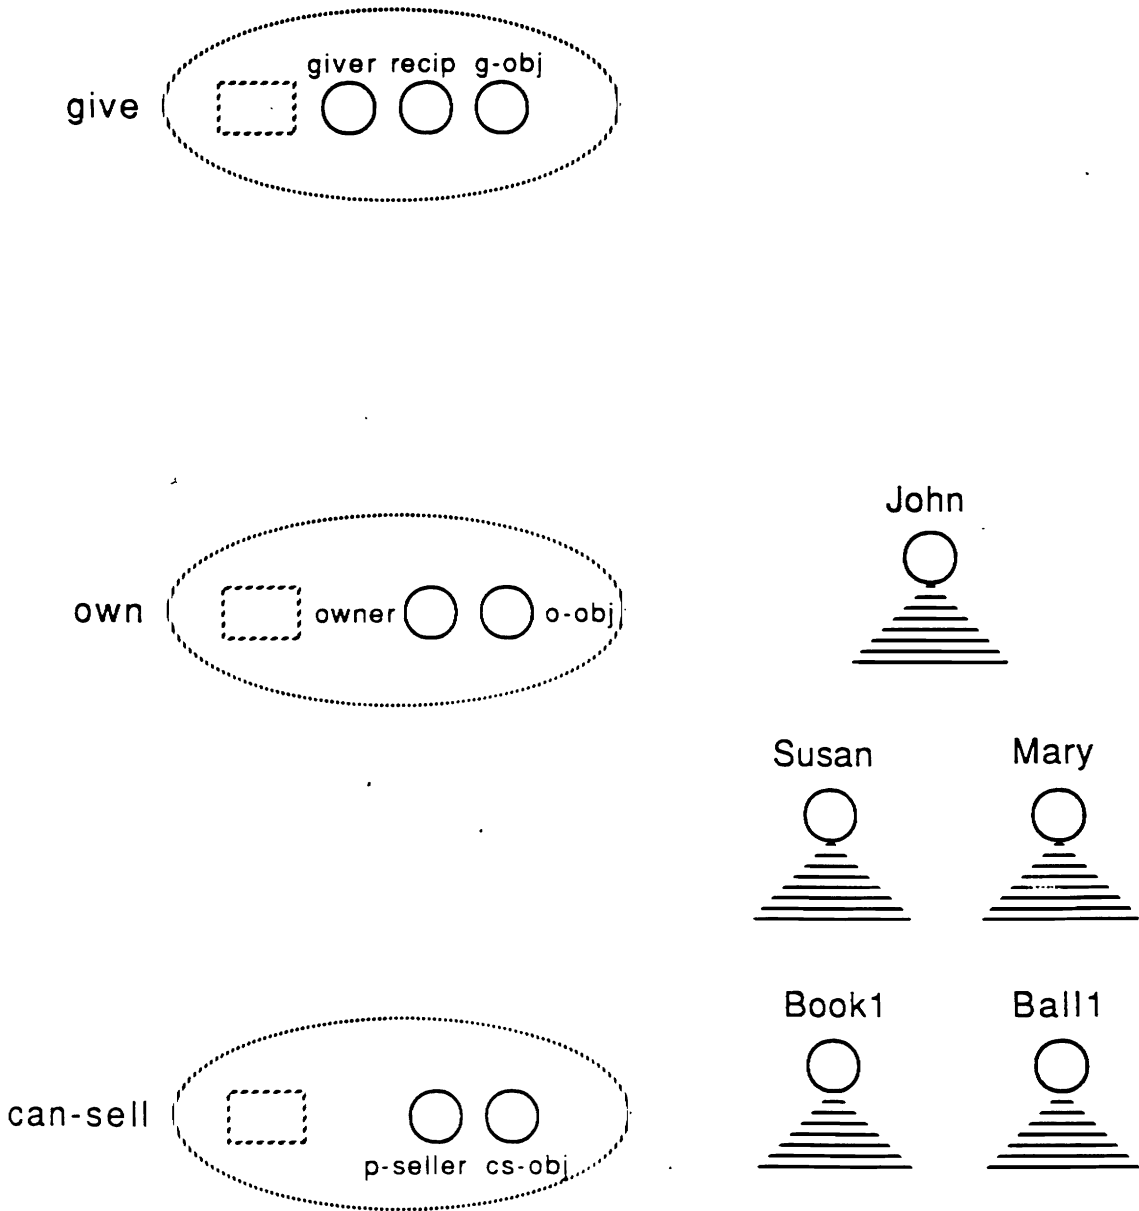 giver recip g-obj
give
John
own
owner
o-obj
Susan Mary
Book1 Ball1
can-sell
p-seller cs-obj